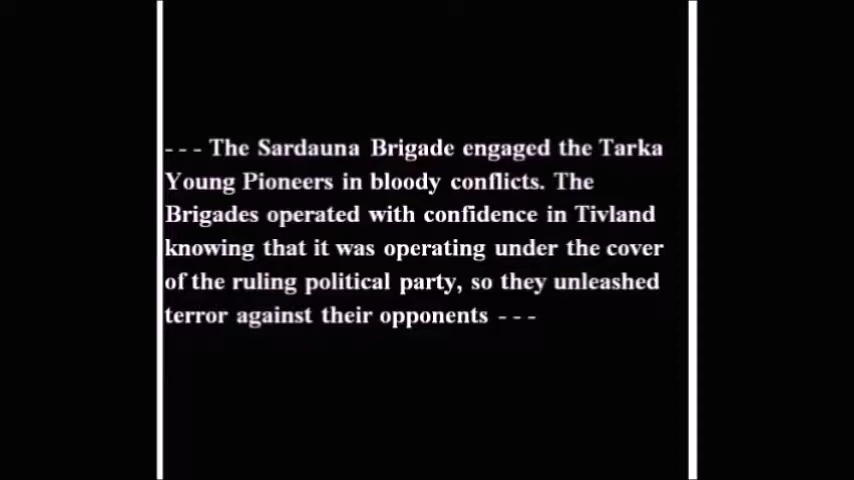 - - - The Sardauna Brigade engaged the Tarka
Young Pioneers in bloody conflicts. The
Brigades operated with confidence in Tivland
knowing that it was operating under the cover
of the ruling political party, so they unleashed
terror against their opponents - - -